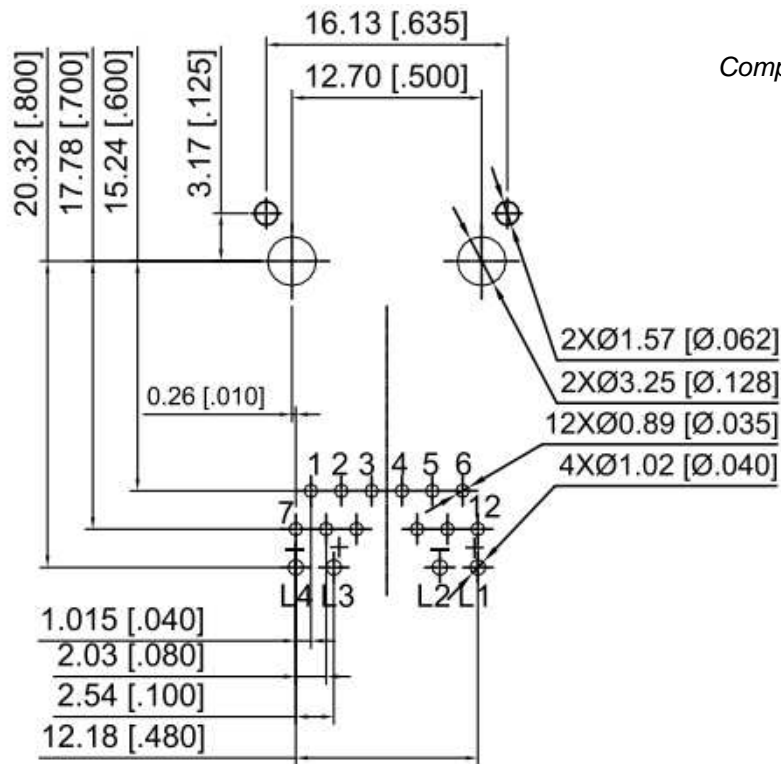 16.13 [.635]
Comp
12.70 [.500]
20.32 [.800]
17.78 [.700]
15.24 [.600]
3.17 [.125]
2XØ1.57 [Ø.062]
2XØ3.25 [Ø.128]
0.26 [.010]
12XØ0.89 [Ø.035]
1 2 3 4 5 6
4XØ1.02 [Ø.040]
7 12
− + − +
L4 L3 L2 L1
1.015 [.040]
2.03 [.080]
2.54 [.100]
12.18 [.480]